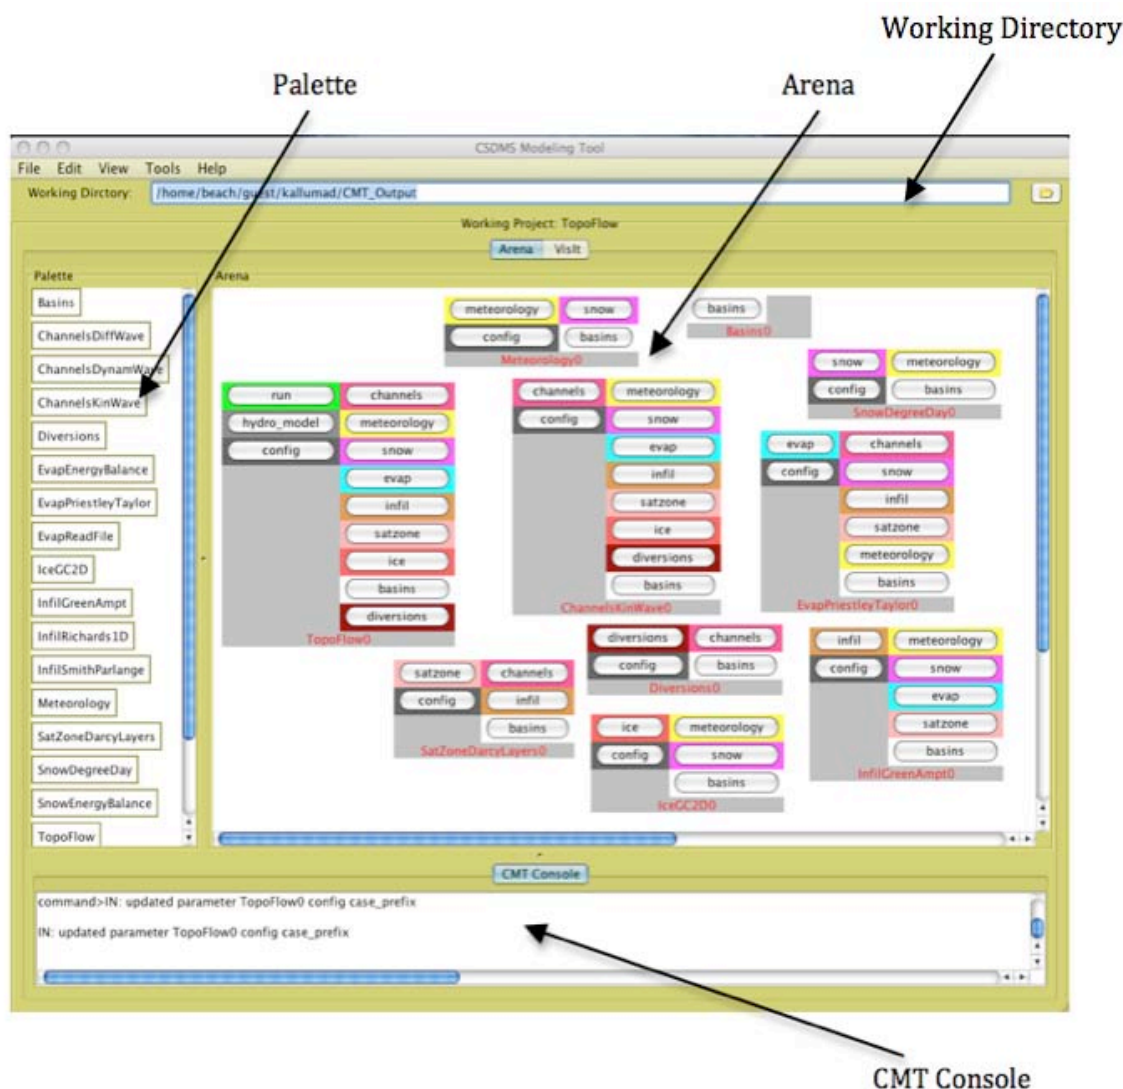 Working Directory
Palette
Arena
CSDMS Modeling Tool
File Edit View Tools Help
Working Dirctory: /home/beach/guest/kallumad/CMT_Output
Working Project: TopoFlow
Arena VisIt
Palette
Basins
ChannelsDiffWave
ChannelsDynamWave
ChannelsKinWave
Diversions
EvapEnergyBalance
EvapPriestleyTaylor
EvapReadFile
IceGC2D
InfilGreenAmpt
InfilRichards1D
InfilSmithParlange
Meteorology
SatZoneDarcyLayers
SnowDegreeDay
SnowEnergyBalance
TopoFlow
Arena
meteorology snow
config basins
Meteorology0
basins
Basins0
snow meteorology
config basins
SnowDegreeDay0
run channels
hydro_model meteorology
config snow
evap
infil
satzone
ice
basins
diversions
TopoFlow0
channels meteorology
config snow
evap
infil
satzone
ice
diversions
basins
ChannelsKinWave0
evap channels
config snow
infil
satzone
meteorology
basins
EvapPriestleyTaylor0
diversions channels
config basins
Diversions0
satzone channels
config infil
basins
SatZoneDarcyLayers0
ice meteorology
config snow
basins
IceGC2D0
infil meteorology
config snow
evap
satzone
basins
InfilGreenAmpt0
CMT Console
command>IN: updated parameter TopoFlow0 config case_prefix
IN: updated parameter TopoFlow0 config case_prefix
CMT Console